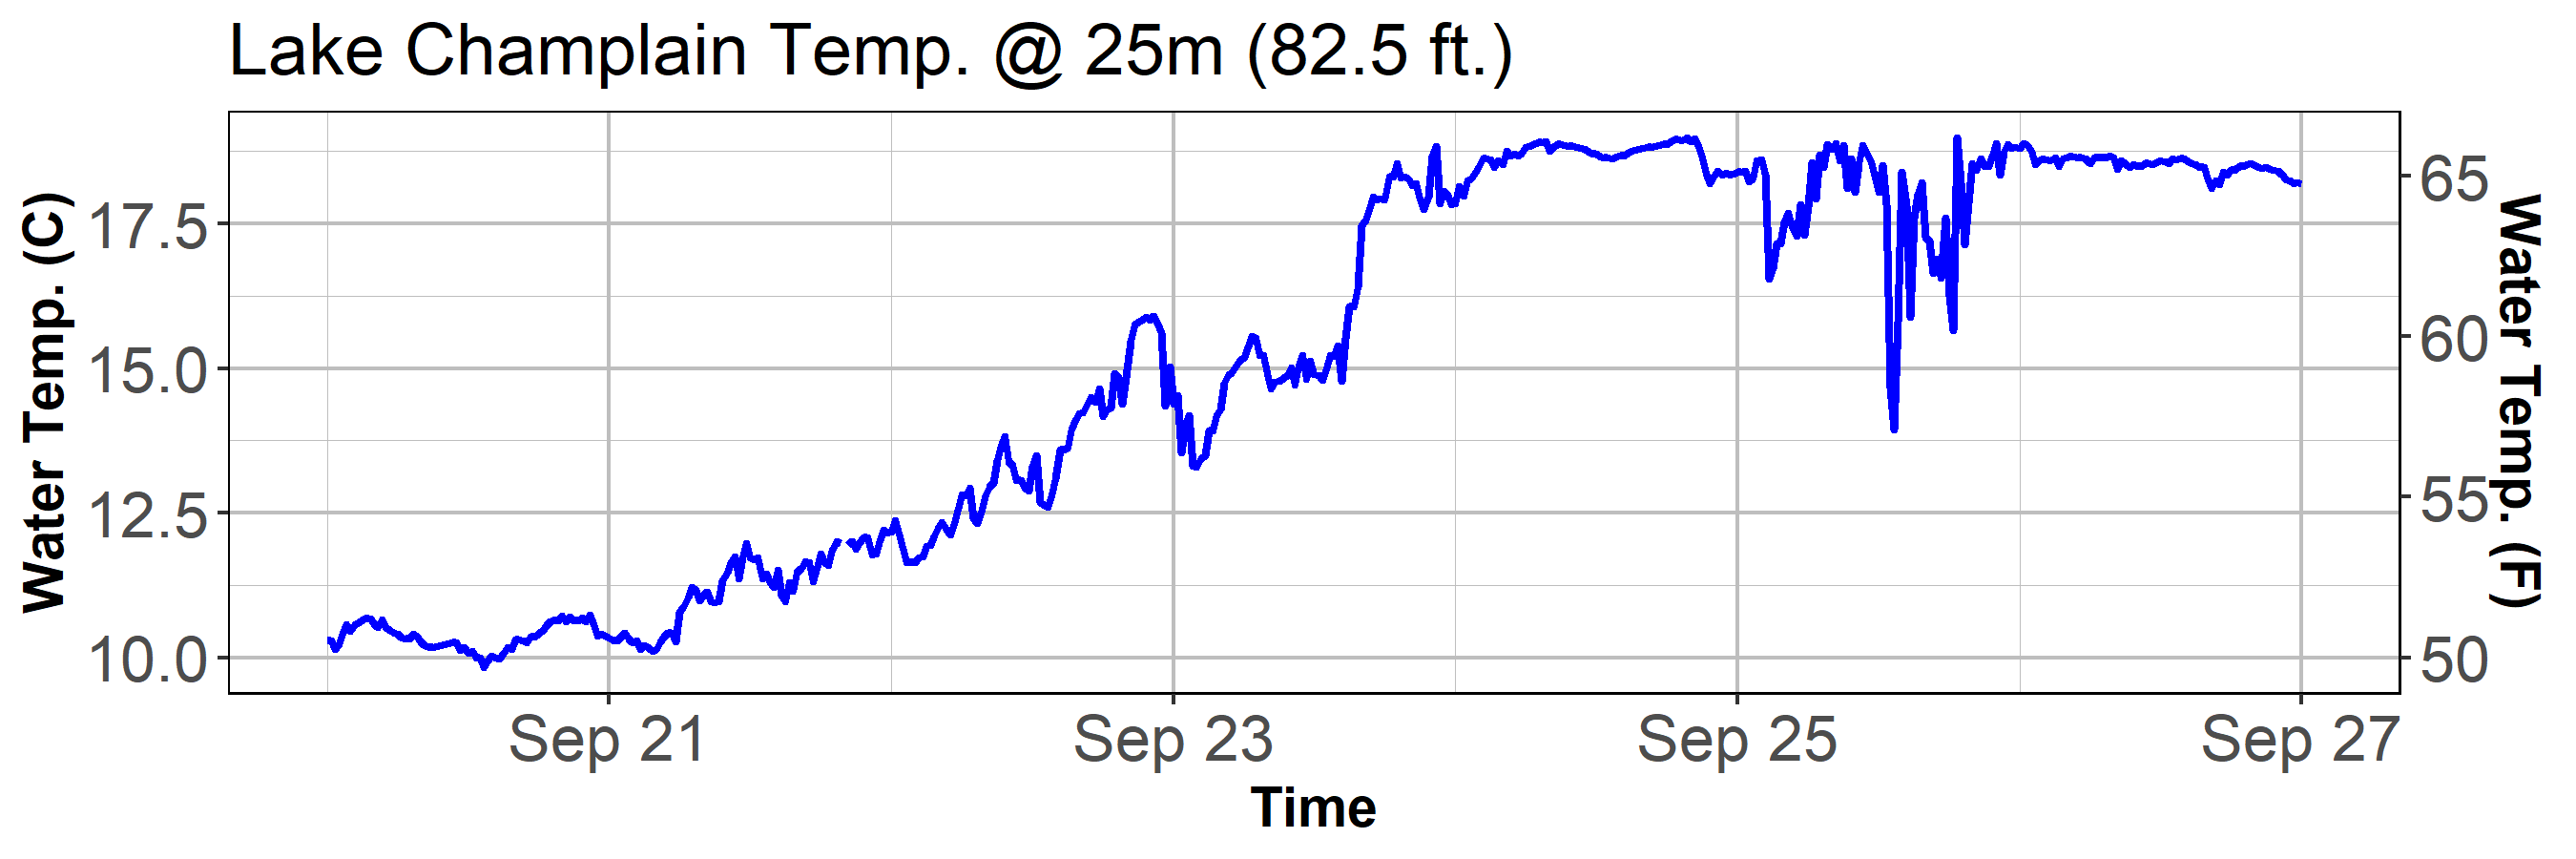 Lake Champlain Temp. @ 25m (82.5 ft.)
Water Temp. (C)
17.5
15.0
12.5
10.0
65
60
55
50
Water Temp. (F)
Sep 21
Sep 23
Sep 25
Sep 27
Time